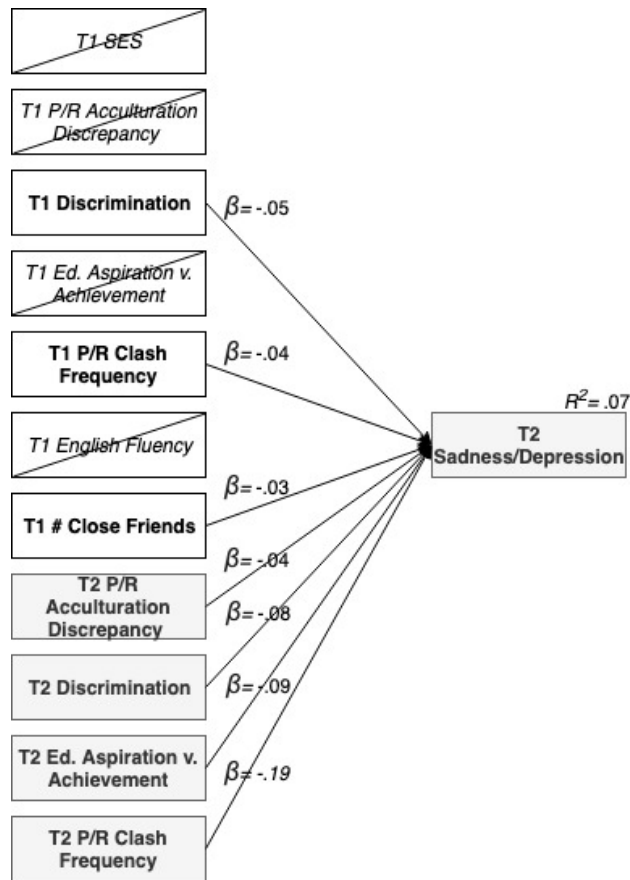 T1 SES
T1 P/R Acculturation
Discrepancy
T1 Discrimination
β= -.05
T1 Ed. Aspiration v.
Achievement
T1 P/R Clash
Frequency
β= -.04
R²= .07
T2
Sadness/Depression
T1 English Fluency
β= -.03
T1 # Close Friends
β= -.04
T2 P/R
Acculturation
Discrepancy
β= -.08
T2 Discrimination
β= -.09
T2 Ed. Aspiration v.
Achievement
β= -.19
T2 P/R Clash
Frequency